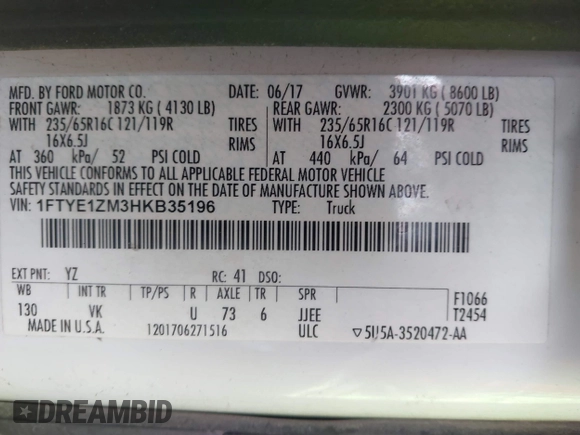 MFD. BY FORD MOTOR CO. DATE: 06/17 GVWR: 3901 KG ( 8600 LB)
FRONT GAWR: 1873 KG ( 4130 LB) REAR GAWR: 2300 KG ( 5070 LB)
WITH 235/65R16C 121/119R TIRES WITH 235/65R16C 121/119R TIRES
16X6.5J RIMS 16X6.5J RIMS
AT 360 kPa/ 52 PSI COLD AT 440 kPa/ 64 PSI COLD
THIS VEHICLE CONFORMS TO ALL APPLICABLE FEDERAL MOTOR VEHICLE
SAFETY STANDARDS IN EFFECT ON THE DATE OF MANUFACTURE SHOWN ABOVE.
VIN: 1FTYE1ZM3HKB35196 TYPE: Truck
EXT PNT: YZ RC: 41 DSO:
WB INT TR TP/PS R AXLE TR SPR F1066
130 VK U 73 6 JJEE T2454
MADE IN U.S.A. 1201706271516 ULC ▽5U5A-3520472-AA
DREAMBID